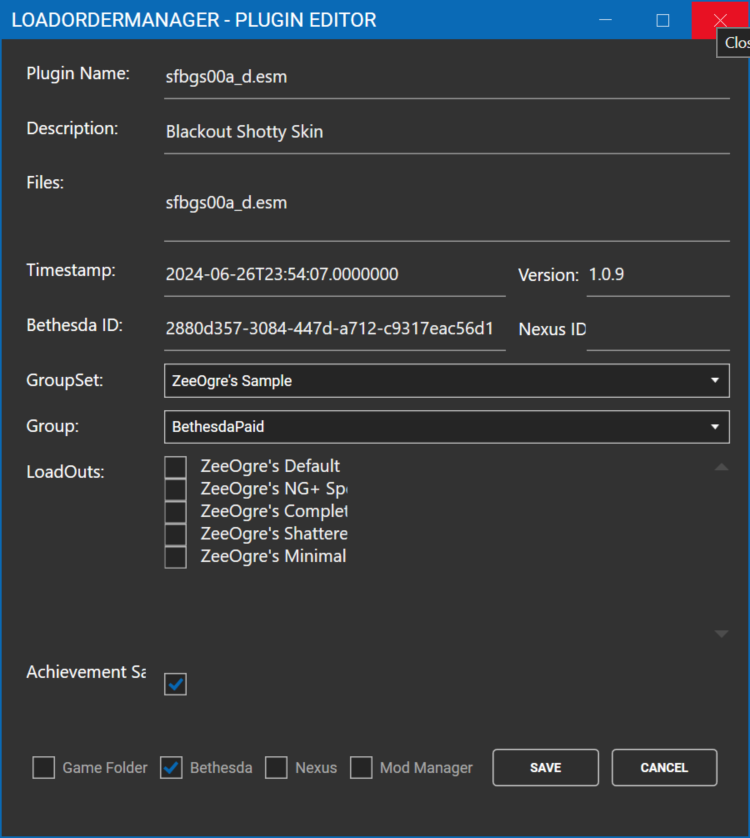 LOADORDERMANAGER - PLUGIN EDITOR
Clos
Plugin Name: sfbgs00a_d.esm
Description: Blackout Shotty Skin
Files: sfbgs00a_d.esm
Timestamp: 2024-06-26T23:54:07.0000000 Version: 1.0.9
Bethesda ID: 2880d357-3084-447d-a712-c9317eac56d1 Nexus ID
GroupSet: ZeeOgre's Sample
Group: BethesdaPaid
LoadOuts: ZeeOgre's Default
ZeeOgre's NG+ Spe
ZeeOgre's Complet
ZeeOgre's Shattere
ZeeOgre's Minimal
Achievement Sa
Game Folder Bethesda Nexus Mod Manager SAVE CANCEL